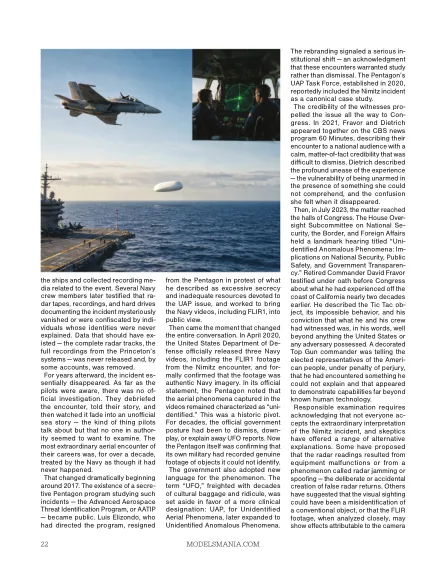 the ships and collected recording me-
dia related to the event. Several Navy
crew members later testified that ra-
dar tapes, recordings, and hard drives
documenting the incident mysteriously
vanished or were confiscated by indi-
viduals whose identities were never
explained. Data that should have ex-
isted — the complete radar tracks, the
full recordings from the Princeton's
systems — was never released and, by
some accounts, was removed.
For years afterward, the incident es-
sentially disappeared. As far as the
pilots were aware, there was no of-
ficial investigation. They debriefed
the encounter, told their story, and
then watched it fade into an unofficial
sea story — the kind of thing pilots
talk about but that no one in author-
ity seemed to want to examine. The
most extraordinary aerial encounter of
their careers was, for over a decade,
treated by the Navy as though it had
never happened.
That changed dramatically beginning
around 2017. The existence of a secre-
tive Pentagon program studying such
incidents — the Advanced Aerospace
Threat Identification Program, or AATIP
— became public. Luis Elizondo, who
had directed the program, resigned
from the Pentagon in protest of what
he described as excessive secrecy
and inadequate resources devoted to
the UAP issue, and worked to bring
the Navy videos, including FLIR1, into
public view.
Then came the moment that changed
the entire conversation. In April 2020,
the United States Department of De-
fense officially released three Navy
videos, including the FLIR1 footage
from the Nimitz encounter, and for-
mally confirmed that the footage was
authentic Navy imagery. In its official
statement, the Pentagon noted that
the aerial phenomena captured in the
videos remained characterized as "uni-
dentified." This was a historic pivot.
For decades, the official government
posture had been to dismiss, down-
play, or explain away UFO reports. Now
the Pentagon itself was confirming that
its own military had recorded genuine
footage of objects it could not identify.
The government also adopted new
language for the phenomenon. The
term "UFO," freighted with decades
of cultural baggage and ridicule, was
set aside in favor of a more clinical
designation: UAP, for Unidentified
Aerial Phenomena, later expanded to
Unidentified Anomalous Phenomena.
The rebranding signaled a serious in-
stitutional shift — an acknowledgment
that these encounters warranted study
rather than dismissal. The Pentagon's
UAP Task Force, established in 2020,
reportedly included the Nimitz incident
as a canonical case study.
The credibility of the witnesses pro-
pelled the issue all the way to Con-
gress. In 2021, Fravor and Dietrich
appeared together on the CBS news
program 60 Minutes, describing their
encounter to a national audience with a
calm, matter-of-fact credibility that was
difficult to dismiss. Dietrich described
the profound unease of the experience
— the vulnerability of being unarmed in
the presence of something she could
not comprehend, and the confusion
she felt when it disappeared.
Then, in July 2023, the matter reached
the halls of Congress. The House Over-
sight Subcommittee on National Se-
curity, the Border, and Foreign Affairs
held a landmark hearing titled "Uni-
dentified Anomalous Phenomena: Im-
plications on National Security, Public
Safety, and Government Transparen-
cy." Retired Commander David Fravor
testified under oath before Congress
about what he had experienced off the
coast of California nearly two decades
earlier. He described the Tic Tac ob-
ject, its impossible behavior, and his
conviction that what he and his crew
had witnessed was, in his words, well
beyond anything the United States or
any adversary possessed. A decorated
Top Gun commander was telling the
elected representatives of the Ameri-
can people, under penalty of perjury,
that he had encountered something he
could not explain and that appeared
to demonstrate capabilities far beyond
known human technology.
Responsible examination requires
acknowledging that not everyone ac-
cepts the extraordinary interpretation
of the Nimitz incident, and skeptics
have offered a range of alternative
explanations. Some have proposed
that the radar readings resulted from
equipment malfunctions or from a
phenomenon called radar jamming or
spoofing — the deliberate or accidental
creation of false radar returns. Others
have suggested that the visual sighting
could have been a misidentification of
a conventional object, or that the FLIR
footage, when analyzed closely, may
show effects attributable to the camera
22
MODELSMANIA.COM